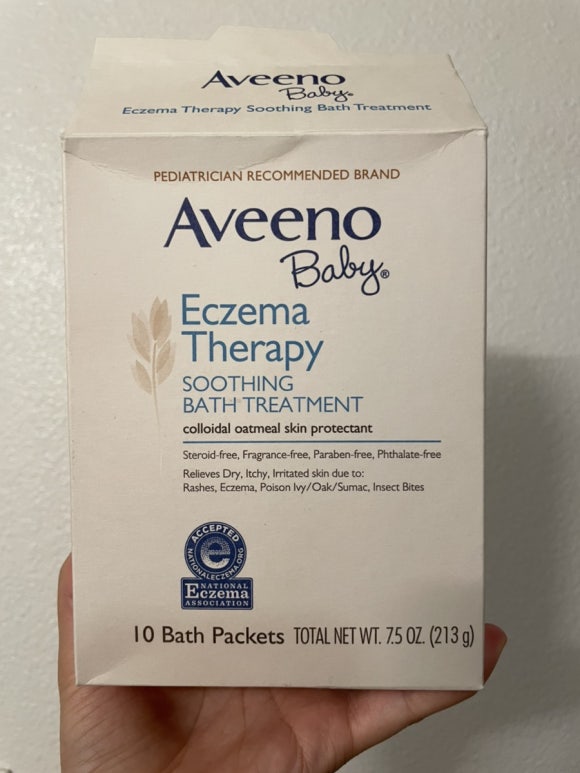 Aveeno
Baby®
Eczema Therapy Soothing Bath Treatment
PEDIATRICIAN RECOMMENDED BRAND
Aveeno
Baby®
Eczema
Therapy
SOOTHING
BATH TREATMENT
colloidal oatmeal skin protectant
Steroid-free, Fragrance-free, Paraben-free, Phthalate-free
Relieves Dry, Itchy, Irritated skin due to:
Rashes, Eczema, Poison Ivy/Oak/Sumac, Insect Bites
ACCEPTED
e
NATIONALECZEMA.ORG
NATIONAL
Eczema
ASSOCIATION
10 Bath Packets TOTAL NET WT. 7.5 OZ. (213 g)